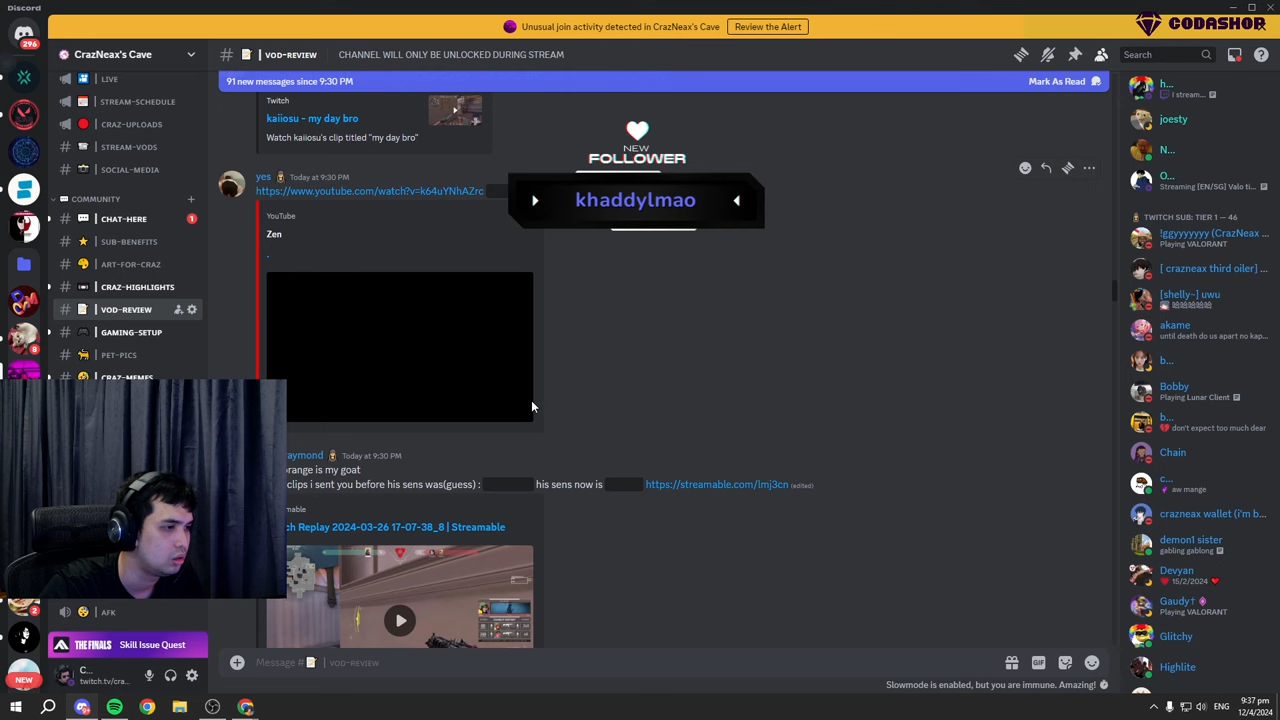 Discord
Unusual join activity detected in CrazNeax's Cave
Review the Alert
CODASHOP
296
CrazNeax's Cave
VOD-REVIEW
CHANNEL WILL ONLY BE UNLOCKED DURING STREAM
Search
91 new messages since 9:30 PM
Mark As Read
LIVE
STREAM-SCHEDULE
CRAZ-UPLOADS
STREAM-VODS
SOCIAL-MEDIA
COMMUNITY
CHAT-HERE
1
SUB-BENEFITS
ART-FOR-CRAZ
CRAZ-HIGHLIGHTS
VOD-REVIEW
GAMING-SETUP
PET-PICS
8
CRAZ-MEMES
AFK
2
THE FINALS Skill Issue Quest
NEW
C...
twitch.tv/cra...
Twitch
kaiiosu - my day bro
Watch kaiiosu's clip titled "my day bro"
NEW
FOLLOWER
khaddylmao
yes Today at 9:30 PM
https://www.youtube.com/watch?v=k64uYNhAZrc
YouTube
Zen
.
raymond Today at 9:30 PM
orange is my goat
clips i sent you before his sens was(guess) : his sens now is https://streamable.com/lmj3cn (edited)
ch Replay 2024-03-26 17-07-38_8 | Streamable
Message # VOD-REVIEW
GIF
Slowmode is enabled, but you are immune. Amazing!
h...
I stream...
joesty
N...
O...
Streaming [EN/SG] Valo ti...
TWITCH SUB: TIER 1 — 46
!ggyyyyyyy (CrazNeax ...
Playing VALORANT
[ crazneax third oiler] ...
[shelly~] uwu
akame
until death do us apart no kap...
b...
Bobby
Playing Lunar Client
b...
don't expect too much dear
Chain
c...
aw mange
crazneax wallet (i'm b...
demon1 sister
gabling gablong
Devyan
15/2/2024
Gaudy†
Playing VALORANT
Glitchy
Highlite
ENG
9:37 pm
12/4/2024